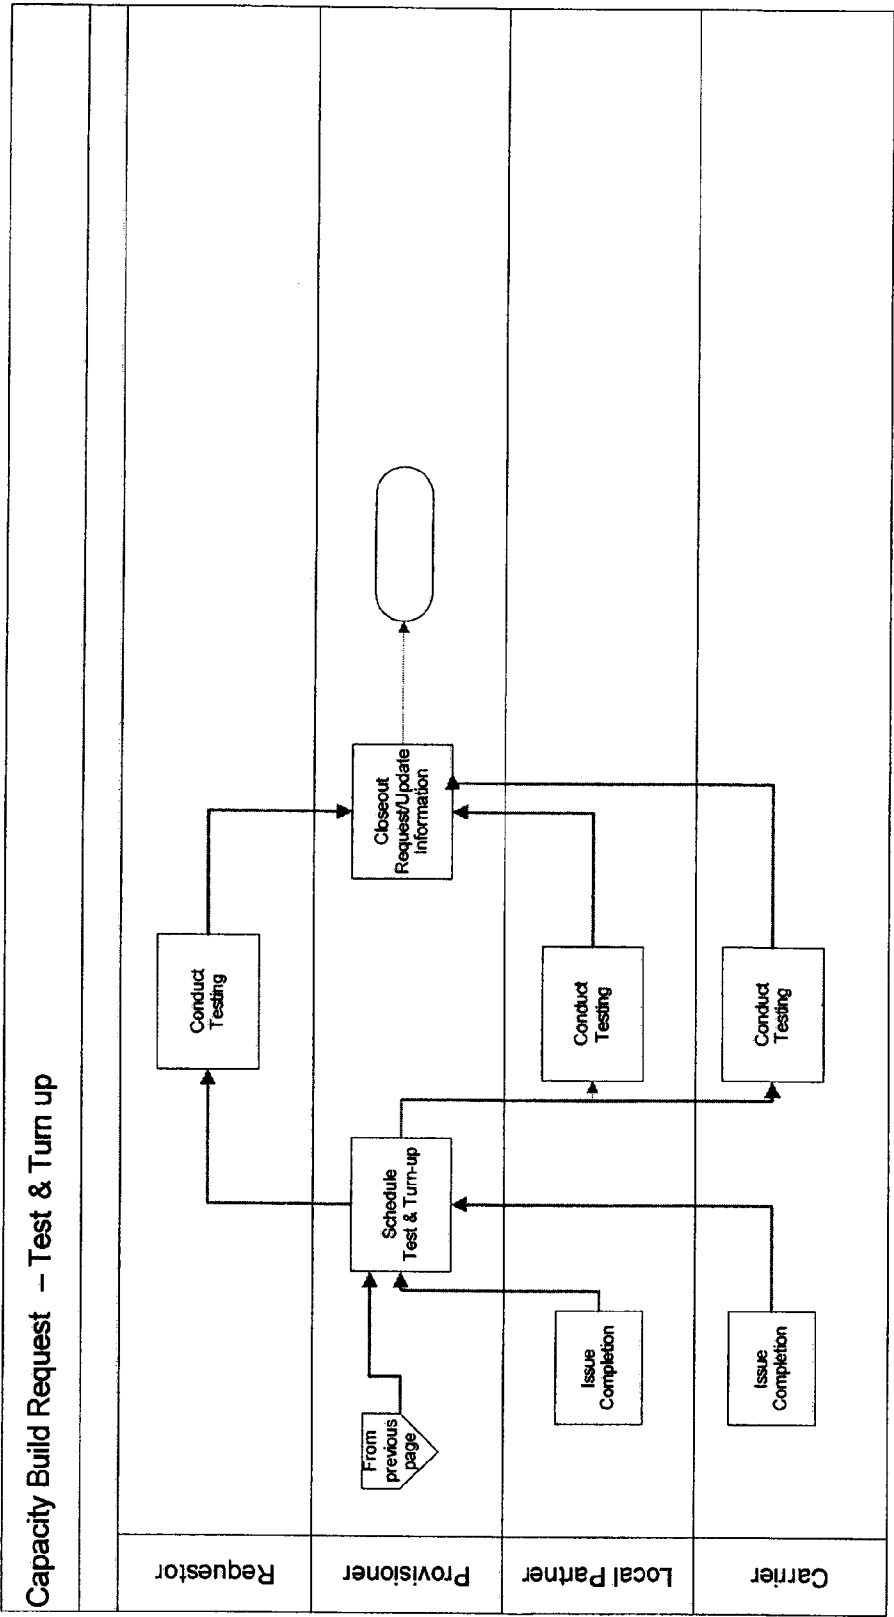 Capacity Build Request – Test & Turn up
Requestor
Conduct
Testing
Provisioner
From
previous
page
Schedule
Test & Turn-up
Closeout
Request/Update
Information
Local Partner
Issue
Completion
Conduct
Testing
Carrier
Issue
Completion
Conduct
Testing